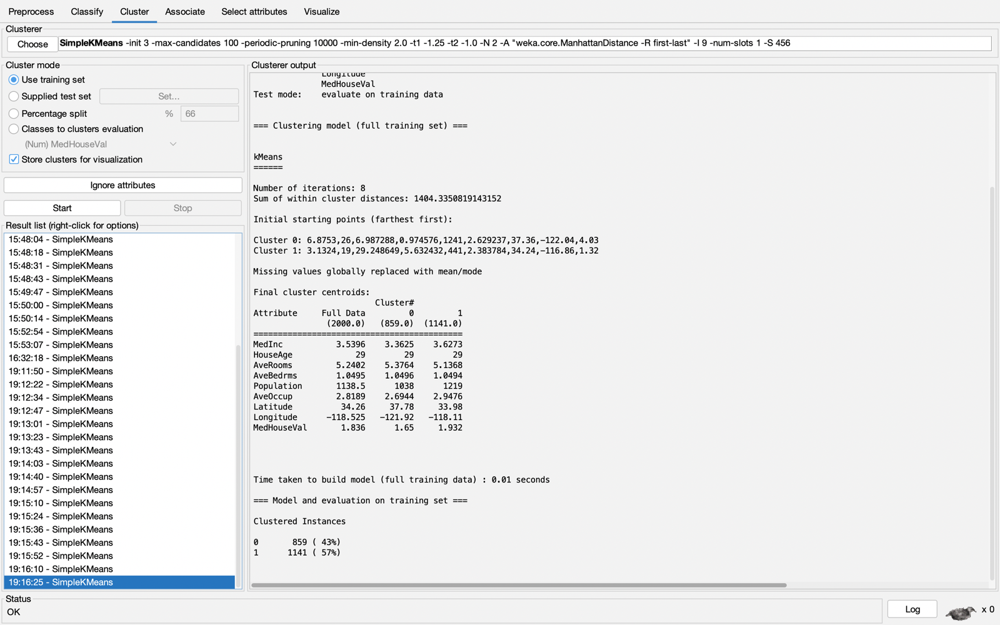 Preprocess Classify Cluster Associate Select attributes Visualize
Clusterer
Choose SimpleKMeans -init 3 -max-candidates 100 -periodic-pruning 10000 -min-density 2.0 -t1 -1.25 -t2 -1.0 -N 2 -A "weka.core.ManhattanDistance -R first-last" -I 9 -num-slots 1 -S 456
Cluster mode
Use training set
Supplied test set Set...
Percentage split % 66
Classes to clusters evaluation
(Num) MedHouseVal
Store clusters for visualization
Ignore attributes
Start Stop
Result list (right-click for options)
15:48:04 - SimpleKMeans
15:48:18 - SimpleKMeans
15:48:31 - SimpleKMeans
15:48:43 - SimpleKMeans
15:49:47 - SimpleKMeans
15:50:00 - SimpleKMeans
15:50:14 - SimpleKMeans
15:52:54 - SimpleKMeans
15:53:07 - SimpleKMeans
16:32:18 - SimpleKMeans
19:11:50 - SimpleKMeans
19:12:22 - SimpleKMeans
19:12:34 - SimpleKMeans
19:12:47 - SimpleKMeans
19:13:01 - SimpleKMeans
19:13:23 - SimpleKMeans
19:13:43 - SimpleKMeans
19:14:03 - SimpleKMeans
19:14:40 - SimpleKMeans
19:14:57 - SimpleKMeans
19:15:10 - SimpleKMeans
19:15:24 - SimpleKMeans
19:15:36 - SimpleKMeans
19:15:43 - SimpleKMeans
19:15:52 - SimpleKMeans
19:16:10 - SimpleKMeans
19:16:25 - SimpleKMeans
Clusterer output
Longitude
MedHouseVal
Test mode: evaluate on training data
=== Clustering model (full training set) ===
kMeans
======
Number of iterations: 8
Sum of within cluster distances: 1404.3350819143152
Initial starting points (farthest first):
Cluster 0: 6.8753,26,6.987288,0.974576,1241,2.629237,37.36,-122.04,4.03
Cluster 1: 3.1324,19,29.248649,5.632432,441,2.383784,34.24,-116.86,1.32
Missing values globally replaced with mean/mode
Final cluster centroids:
Cluster#
Attribute Full Data 0 1
(2000.0) (859.0) (1141.0)
===========================================
MedInc 3.5396 3.3625 3.6273
HouseAge 29 29 29
AveRooms 5.2402 5.3764 5.1368
AveBedrms 1.0495 1.0496 1.0494
Population 1138.5 1038 1219
AveOccup 2.8189 2.6944 2.9476
Latitude 34.26 37.78 33.98
Longitude -118.525 -121.92 -118.11
MedHouseVal 1.836 1.65 1.932
Time taken to build model (full training data) : 0.01 seconds
=== Model and evaluation on training set ===
Clustered Instances
0 859 ( 43%)
1 1141 ( 57%)
Status
OK
Log x 0